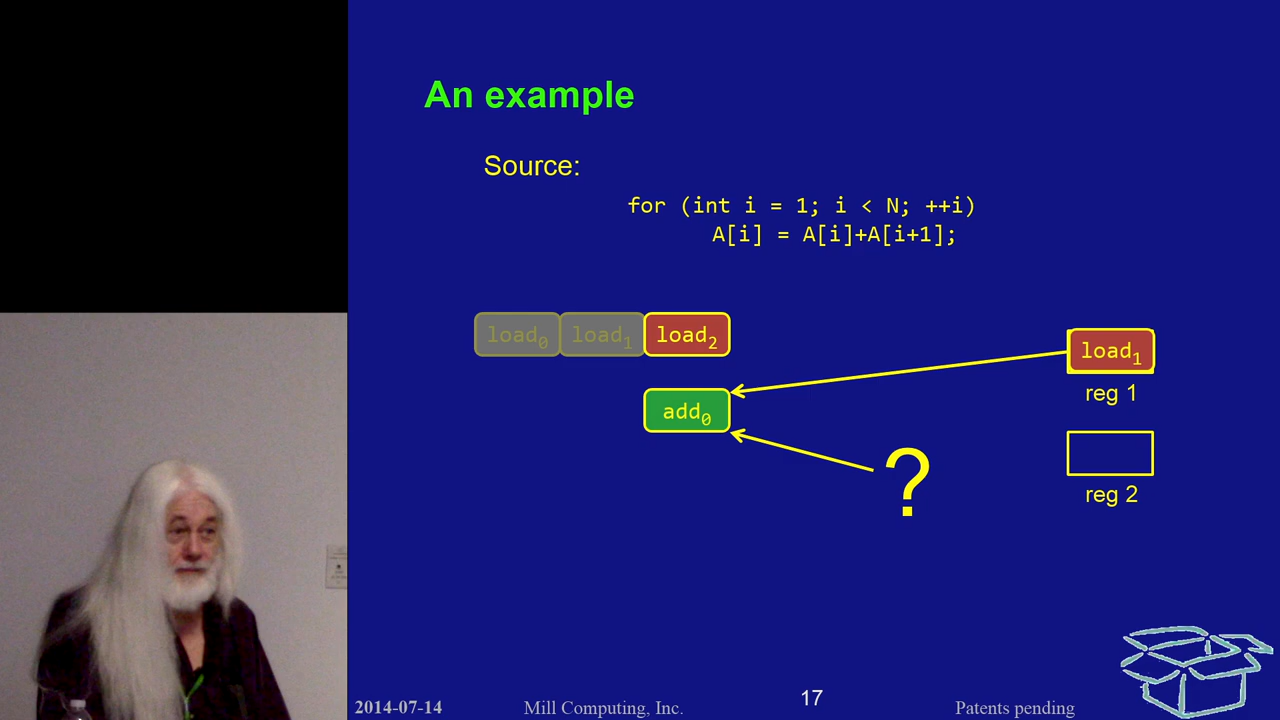 An example
Source:
for (int i = 1; i < N; ++i)
A[i] = A[i]+A[i+1];
load0 load1 load2
load1
reg 1
add0
?
reg 2
2014-07-14 Mill Computing, Inc. 17 Patents pending